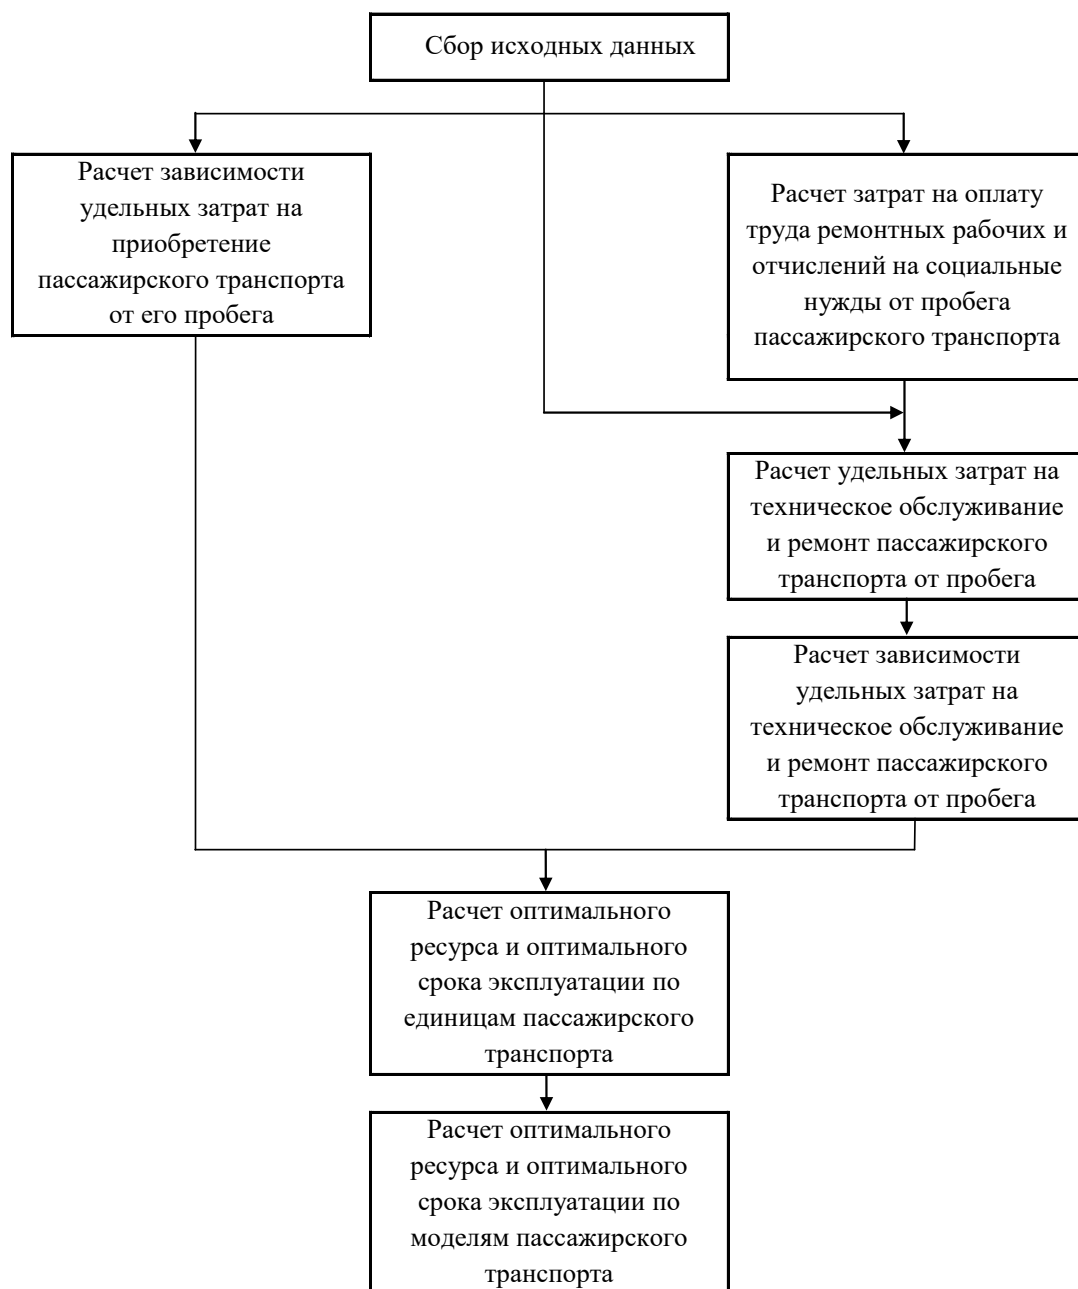 Сбор исходных данных
Расчет зависимости
удельных затрат на
приобретение
пассажирского транспорта
от его пробега
Расчет затрат на оплату
труда ремонтных рабочих и
отчислений на социальные
нужды от пробега
пассажирского транспорта
Расчет удельных затрат на
техническое обслуживание
и ремонт пассажирского
транспорта от пробега
Расчет зависимости
удельных затрат на
техническое обслуживание
и ремонт пассажирского
транспорта от пробега
Расчет оптимального
ресурса и оптимального
срока эксплуатации по
единицам пассажирского
транспорта
Расчет оптимального
ресурса и оптимального
срока эксплуатации по
моделям пассажирского
транспорта